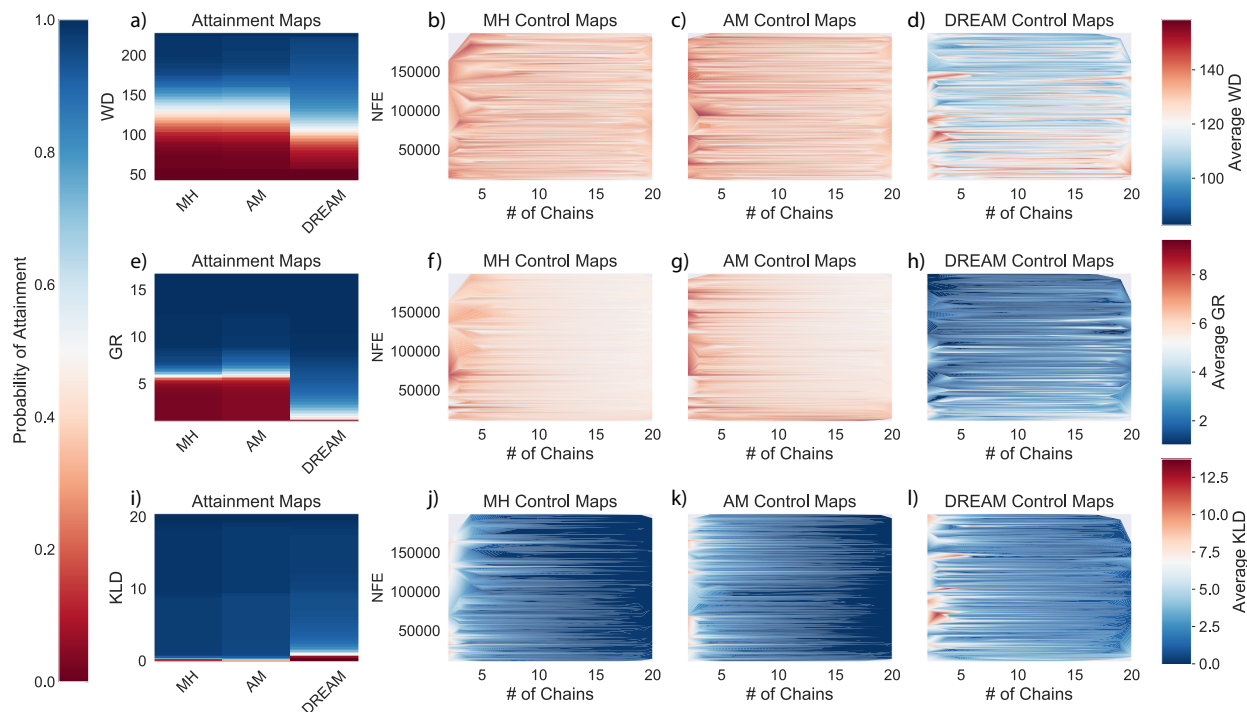 1.0
0.8
0.6
0.4
0.2
0.0
Probability of Attainment
a)
Attainment Maps
200
150
100
50
WD
MH
AM
DREAM
b)
MH Control Maps
150000
100000
50000
NFE
5 10 15 20
# of Chains
c)
AM Control Maps
5 10 15 20
# of Chains
d)
DREAM Control Maps
5 10 15 20
# of Chains
140
120
100
Average WD
e)
Attainment Maps
15
10
5
GR
MH
AM
DREAM
f)
MH Control Maps
150000
100000
50000
NFE
5 10 15 20
# of Chains
g)
AM Control Maps
5 10 15 20
# of Chains
h)
DREAM Control Maps
5 10 15 20
# of Chains
8
6
4
2
Average GR
i)
Attainment Maps
20
10
0
KLD
MH
AM
DREAM
j)
MH Control Maps
150000
100000
50000
NFE
5 10 15 20
# of Chains
k)
AM Control Maps
5 10 15 20
# of Chains
l)
DREAM Control Maps
5 10 15 20
# of Chains
12.5
10.0
7.5
5.0
2.5
0.0
Average KLD